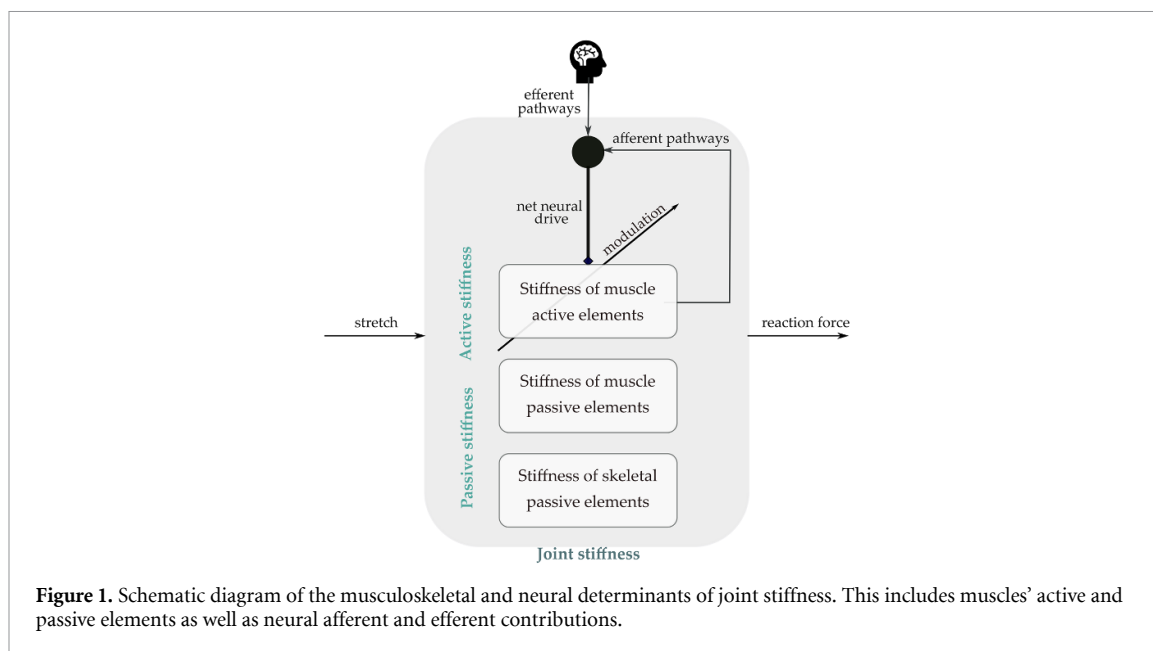 efferent
pathways
afferent pathways
net neural
drive
modulation
Active stiffness
Stiffness of muscle
active elements
stretch
reaction force
Stiffness of muscle
passive elements
Passive stiffness
Stiffness of skeletal
passive elements
Joint stiffness
Figure 1. Schematic diagram of the musculoskeletal and neural determinants of joint stiffness. This includes muscles’ active and
passive elements as well as neural afferent and efferent contributions.